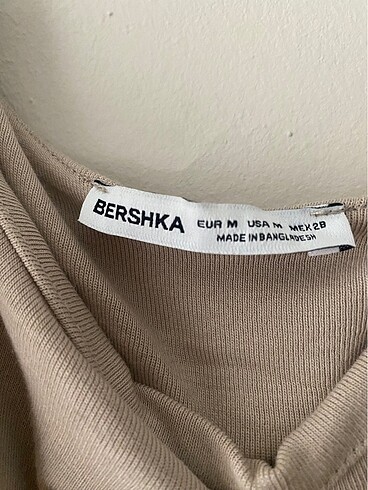 BERSHKA EUR M USA M MEX 28
MADE IN BANGLADESH